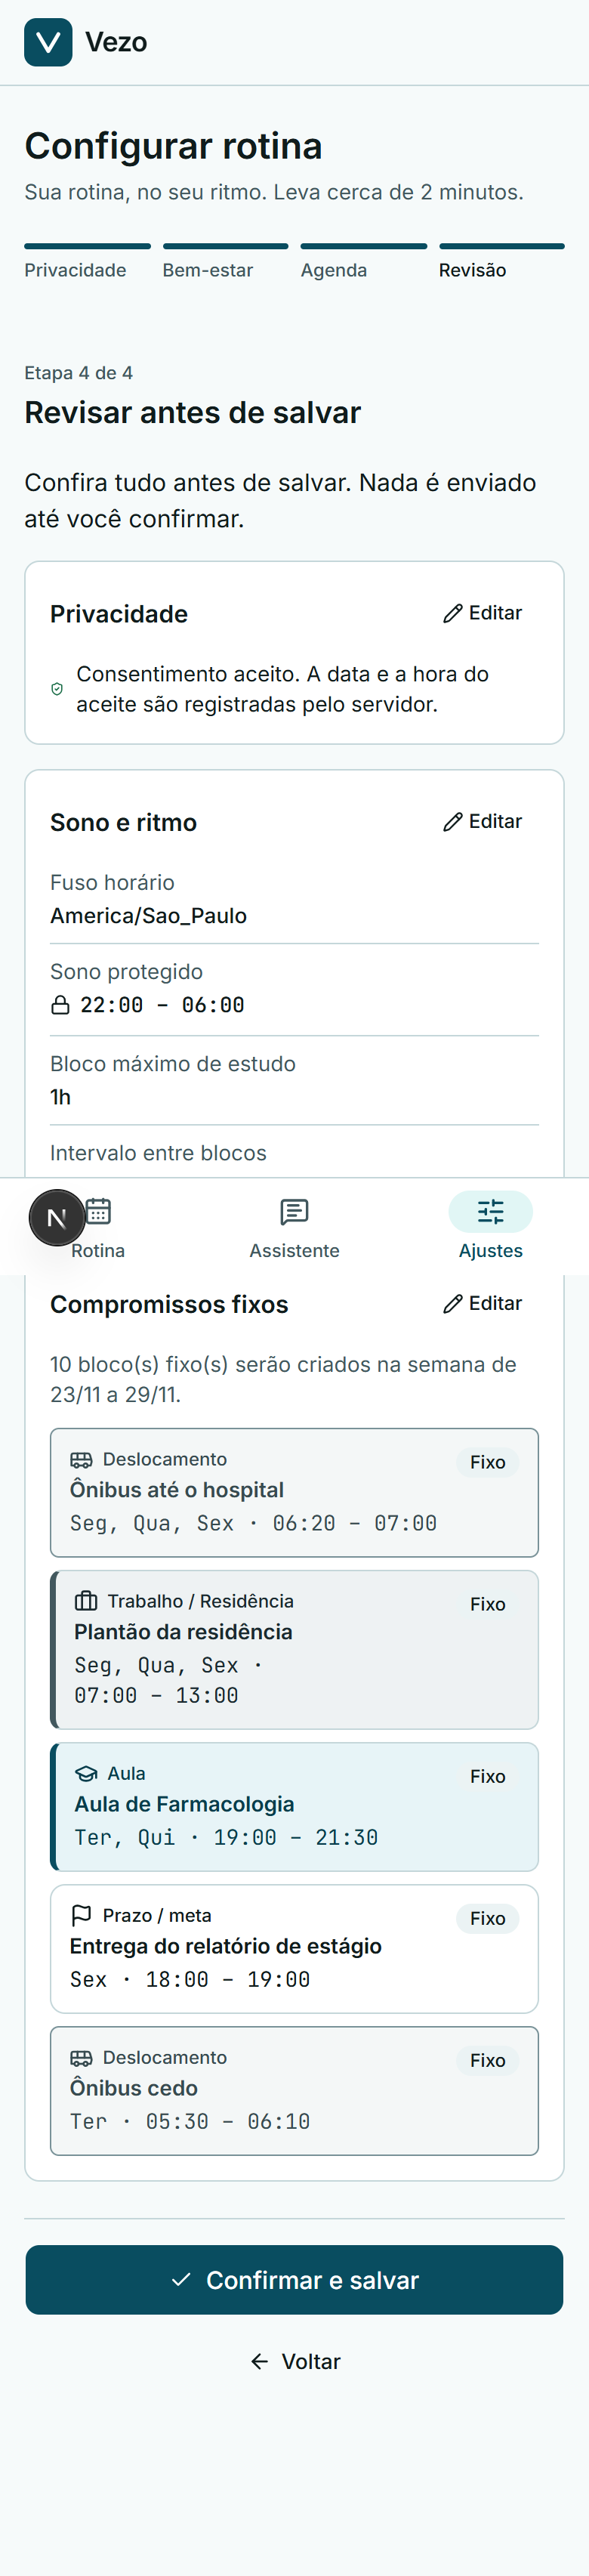 Vezo
Configurar rotina
Sua rotina, no seu ritmo. Leva cerca de 2 minutos.
Privacidade
Bem-estar
Agenda
Revisão
Etapa 4 de 4
Revisar antes de salvar
Confira tudo antes de salvar. Nada é enviado
até você confirmar.
Privacidade
Editar
Consentimento aceito. A data e a hora do
aceite são registradas pelo servidor.
Sono e ritmo
Editar
Fuso horário
America/Sao_Paulo
Sono protegido
22:00 – 06:00
Bloco máximo de estudo
1h
Intervalo entre blocos
N
Rotina
Assistente
Ajustes
Compromissos fixos
Editar
10 bloco(s) fixo(s) serão criados na semana de
23/11 a 29/11.
Deslocamento
Fixo
Ônibus até o hospital
Seg, Qua, Sex · 06:20 – 07:00
Trabalho / Residência
Fixo
Plantão da residência
Seg, Qua, Sex ·
07:00 – 13:00
Aula
Fixo
Aula de Farmacologia
Ter, Qui · 19:00 – 21:30
Prazo / meta
Fixo
Entrega do relatório de estágio
Sex · 18:00 – 19:00
Deslocamento
Fixo
Ônibus cedo
Ter · 05:30 – 06:10
Confirmar e salvar
Voltar